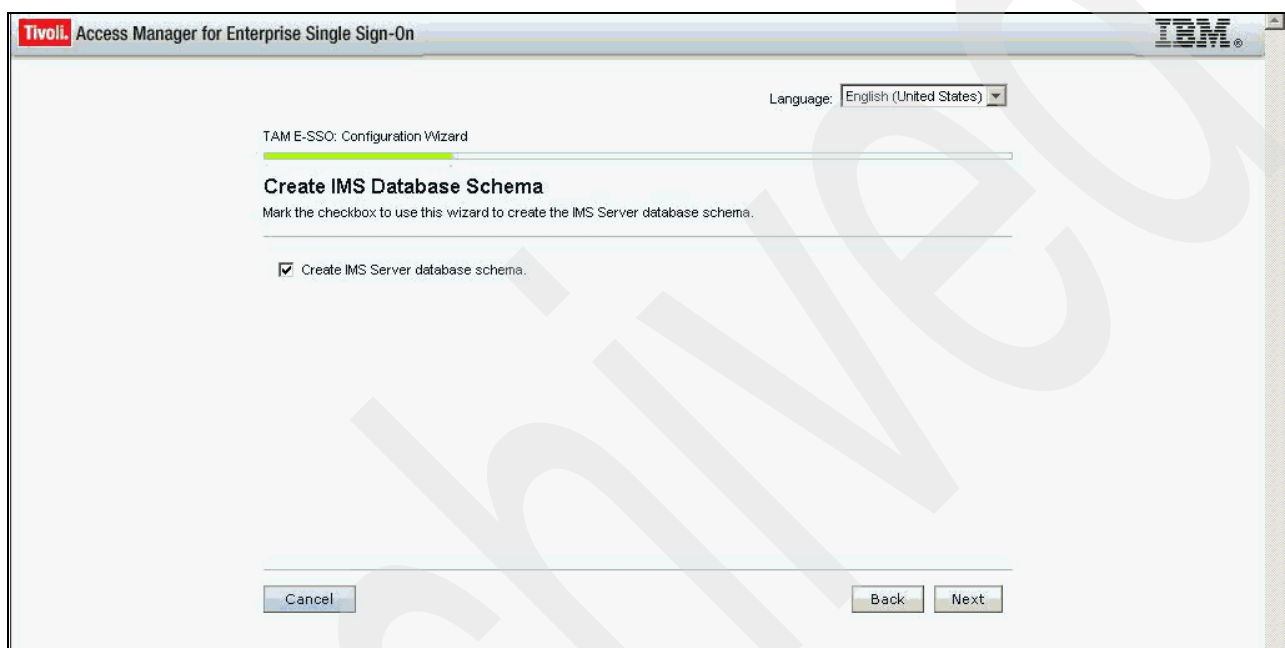 Tivoli. Access Manager for Enterprise Single Sign-On IBM®
Language: English (United States)
TAM E-SSO: Configuration Wizard
Create IMS Database Schema
Mark the checkbox to use this wizard to create the IMS Server database schema.
Create IMS Server database schema.
Cancel Back Next